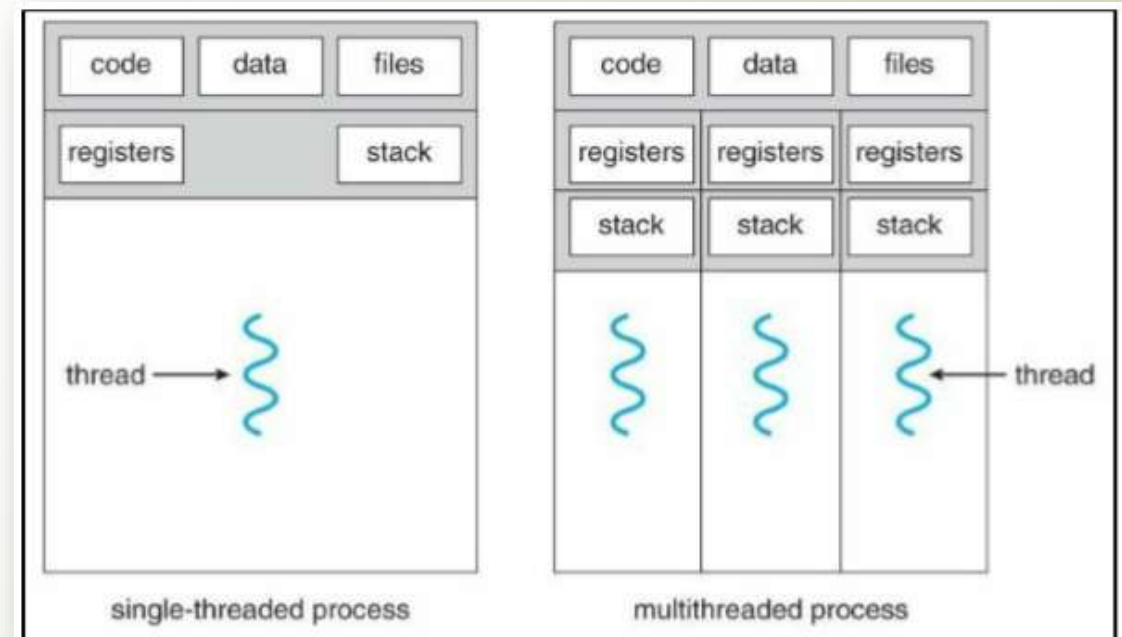 code data files code data files
registers stack registers registers registers
stack stack stack
thread thread
single-threaded process multithreaded process